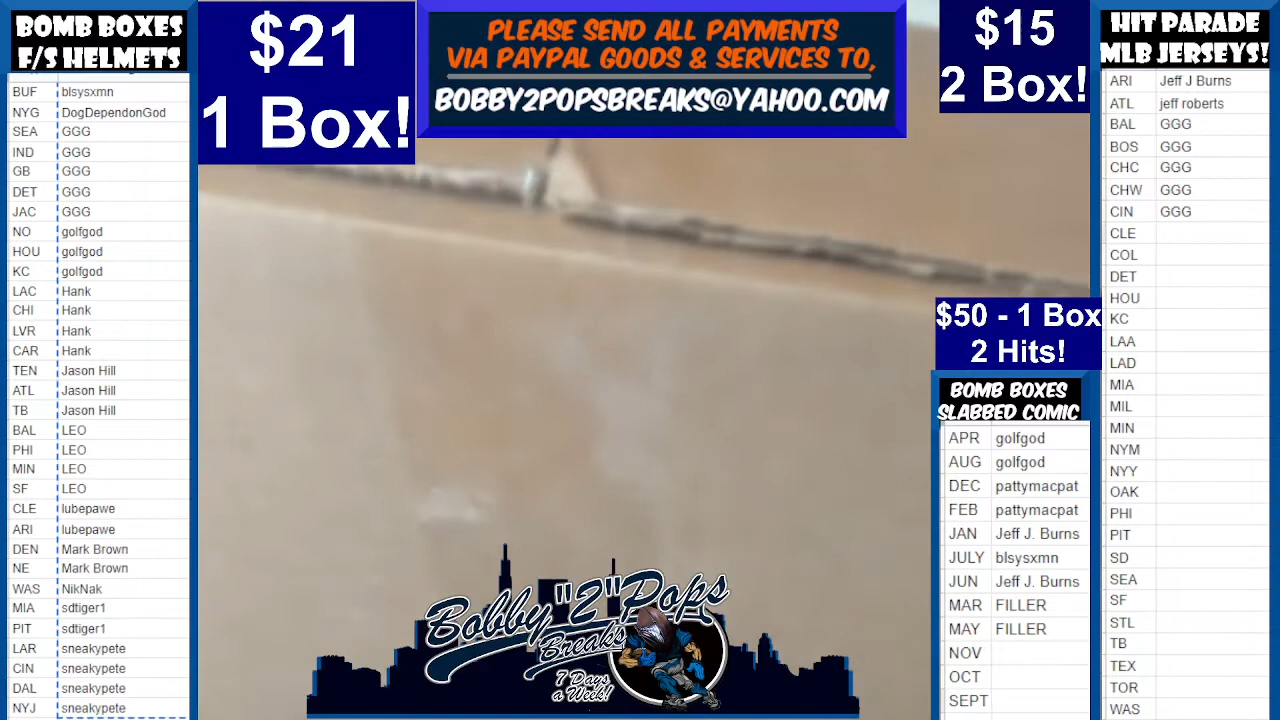 BOMB BOXES
F/S HELMETS
BUF blsysxmn
NYG DogDependonGod
SEA GGG
IND GGG
GB GGG
DET GGG
JAC GGG
NO golfgod
HOU golfgod
KC golfgod
LAC Hank
CHI Hank
LVR Hank
CAR Hank
TEN Jason Hill
ATL Jason Hill
TB Jason Hill
BAL LEO
PHI LEO
MIN LEO
SF LEO
CLE lubepawe
ARI lubepawe
DEN Mark Brown
NE Mark Brown
WAS NikNak
MIA sdtiger1
PIT sdtiger1
LAR sneakypete
CIN sneakypete
DAL sneakypete
NYJ sneakypete
$21
1 Box!
PLEASE SEND ALL PAYMENTS
VIA PAYPAL GOODS & SERVICES TO,
BOBBY2POPSBREAKS@YAHOO.COM
Bobby "2" Pops
Breaks
7 Days
a Week!
$15
2 Box!
$50 - 1 Box
2 Hits!
BOMB BOXES
SLABBED COMIC
APR golfgod
AUG golfgod
DEC pattymacpat
FEB pattymacpat
JAN Jeff J. Burns
JULY blsysxmn
JUN Jeff J. Burns
MAR FILLER
MAY FILLER
NOV
OCT
SEPT
HIT PARADE
MLB JERSEYS!
ARI Jeff J Burns
ATL jeff roberts
BAL GGG
BOS GGG
CHC GGG
CHW GGG
CIN GGG
CLE
COL
DET
HOU
KC
LAA
LAD
MIA
MIL
MIN
NYM
NYY
OAK
PHI
PIT
SD
SEA
SF
STL
TB
TEX
TOR
WAS